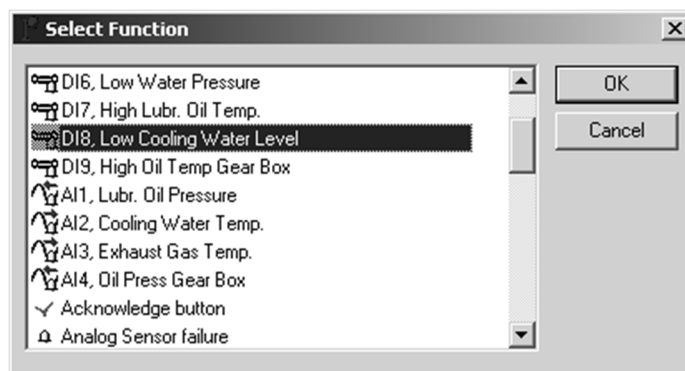 Select Function
DI6, Low Water Pressure
DI7, High Lubr. Oil Temp.
DI8, Low Cooling Water Level
DI9, High Oil Temp Gear Box
AI1, Lubr. Oil Pressure
AI2, Cooling Water Temp.
AI3, Exhaust Gas Temp.
AI4, Oil Press Gear Box
Acknowledge button
Analog Sensor failure
OK
Cancel